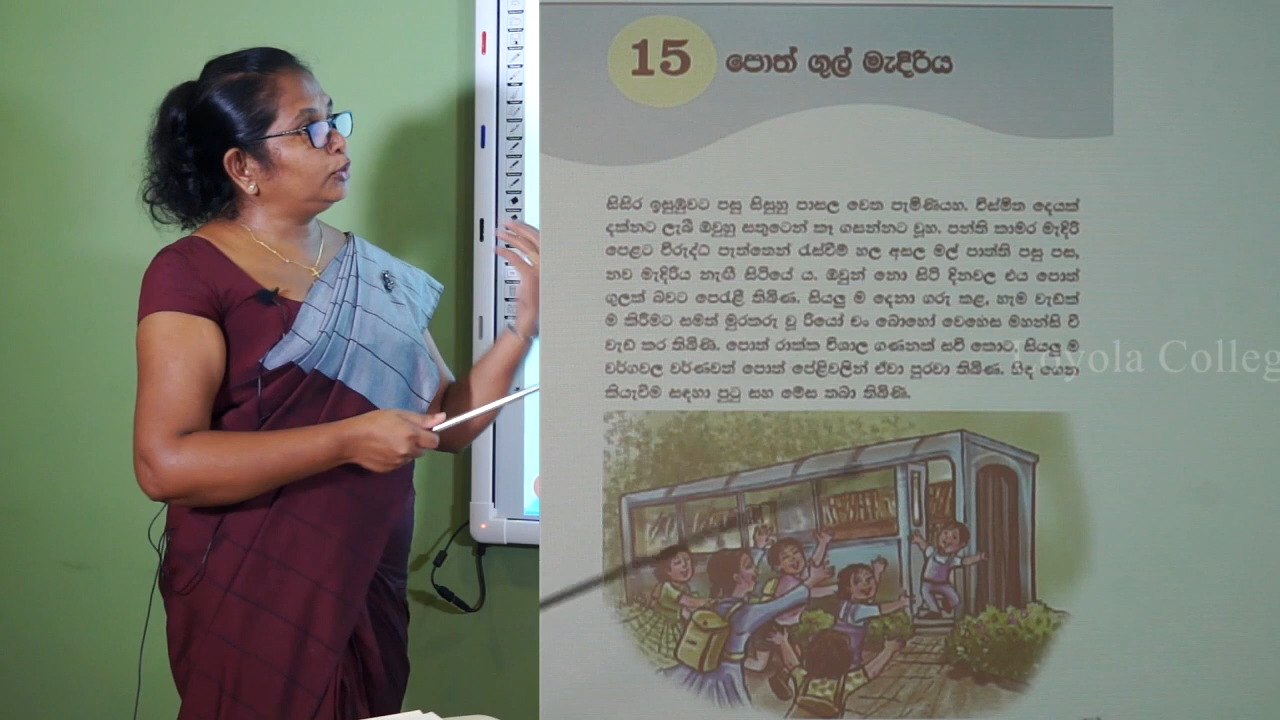 15 පොත් ගුල් මැදිරිය
සිසිර ඉසුඹුවට පසු සිසුහු පාසල වෙත පැමිණියහ. විස්මිත දෙයක්
දක්නට ලැබී ඔවුහු සතුටෙන් කෑ ගසන්නට වූහ. පන්ති කාමර මැදිරි
පෙළට විරුද්ධ පැත්තෙන් රැස්වීම් හල අසල මල් පාත්ති පසු පස,
නව මැදිරිය නැඟී සිටියේ ය. ඔවුන් නො සිටි දිනවල එය පොත්
ගුලක් බවට පෙරැළී තිබිණ. සියලු ම දෙනා ගරු කළ, හැම වැඩක්
ම කිරීමට සමත් මුරකරු වූ රියෝ චං බොහෝ වෙහෙස මහන්සි වී
වැඩ කර තිබිණි. පොත් රාක්ක විශාල ගණනක් සවි කොට, සියලු ම
වර්ගවල වර්ණවත් පොත් පේළිවලින් ඒවා පුරවා තිබිණ. හිඳ ගෙන
කියැවීම සඳහා පුටු සහ මේස තබා තිබිණි.
Loyola Colleg